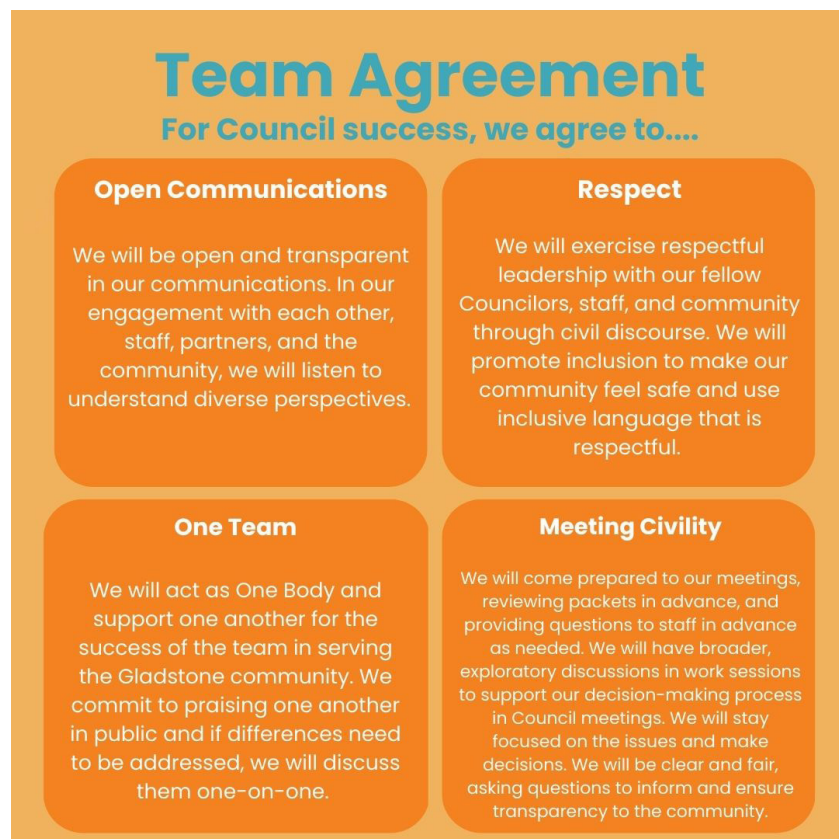 Team Agreement
For Council success, we agree to....
Open Communications
We will be open and transparent
in our communications. In our
engagement with each other,
staff, partners, and the
community, we will listen to
understand diverse perspectives.
Respect
We will exercise respectful
leadership with our fellow
Councilors, staff, and community
through civil discourse. We will
promote inclusion to make our
community feel safe and use
inclusive language that is
respectful.
One Team
We will act as One Body and
support one another for the
success of the team in serving
the Gladstone community. We
commit to praising one another
in public and if differences need
to be addressed, we will discuss
them one-on-one.
Meeting Civility
We will come prepared to our meetings,
reviewing packets in advance, and
providing questions to staff in advance
as needed. We will have broader,
exploratory discussions in work sessions
to support our decision-making process
in Council meetings. We will stay
focused on the issues and make
decisions. We will be clear and fair,
asking questions to inform and ensure
transparency to the community.